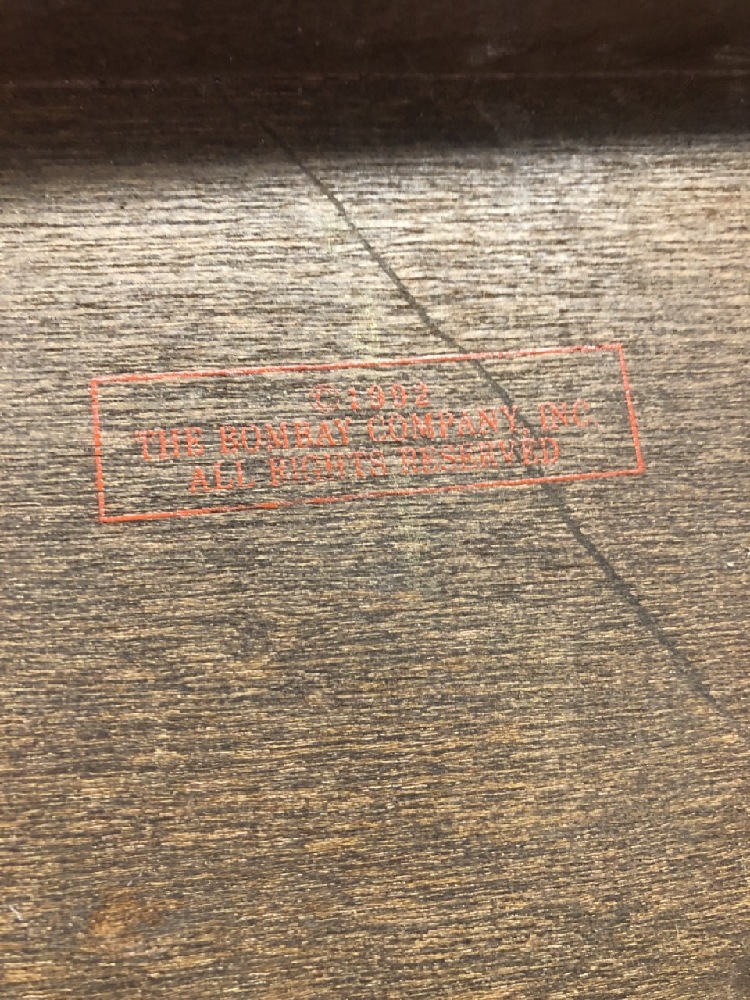 ©1992
THE BOMBAY COMPANY, INC.
ALL RIGHTS RESERVED